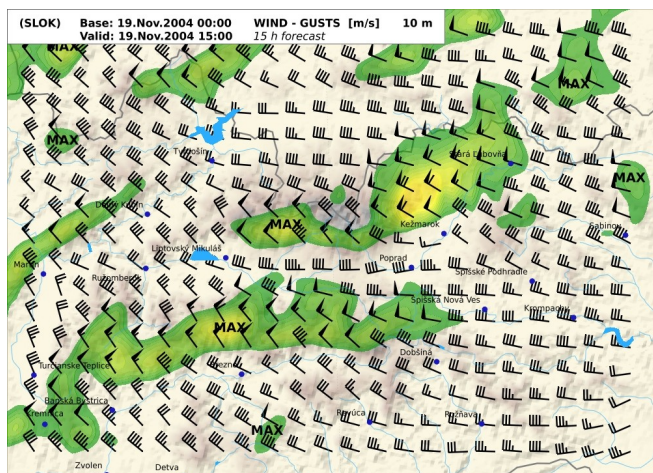 (SLOK) Base: 19.Nov.2004 00:00 WIND - GUSTS [m/s] 10 m
Valid: 19.Nov.2004 15:00 15 h forecast
MAX
MAX
MAX
Tvrdošín
Stará Ľubovňa
MAX
Dolný Kubín
MAX
Kežmarok
Sabinov
Liptovský Mikuláš
Martin
Poprad
Ružomberok
Spišské Podhradie
Spišská Nová Ves
Krompachy
MAX
Dobšiná
Turčianske Teplice
Brezno
Banská Bystrica
Kremnica
Revúca
Rožňava
MAX
Zvolen
Detva